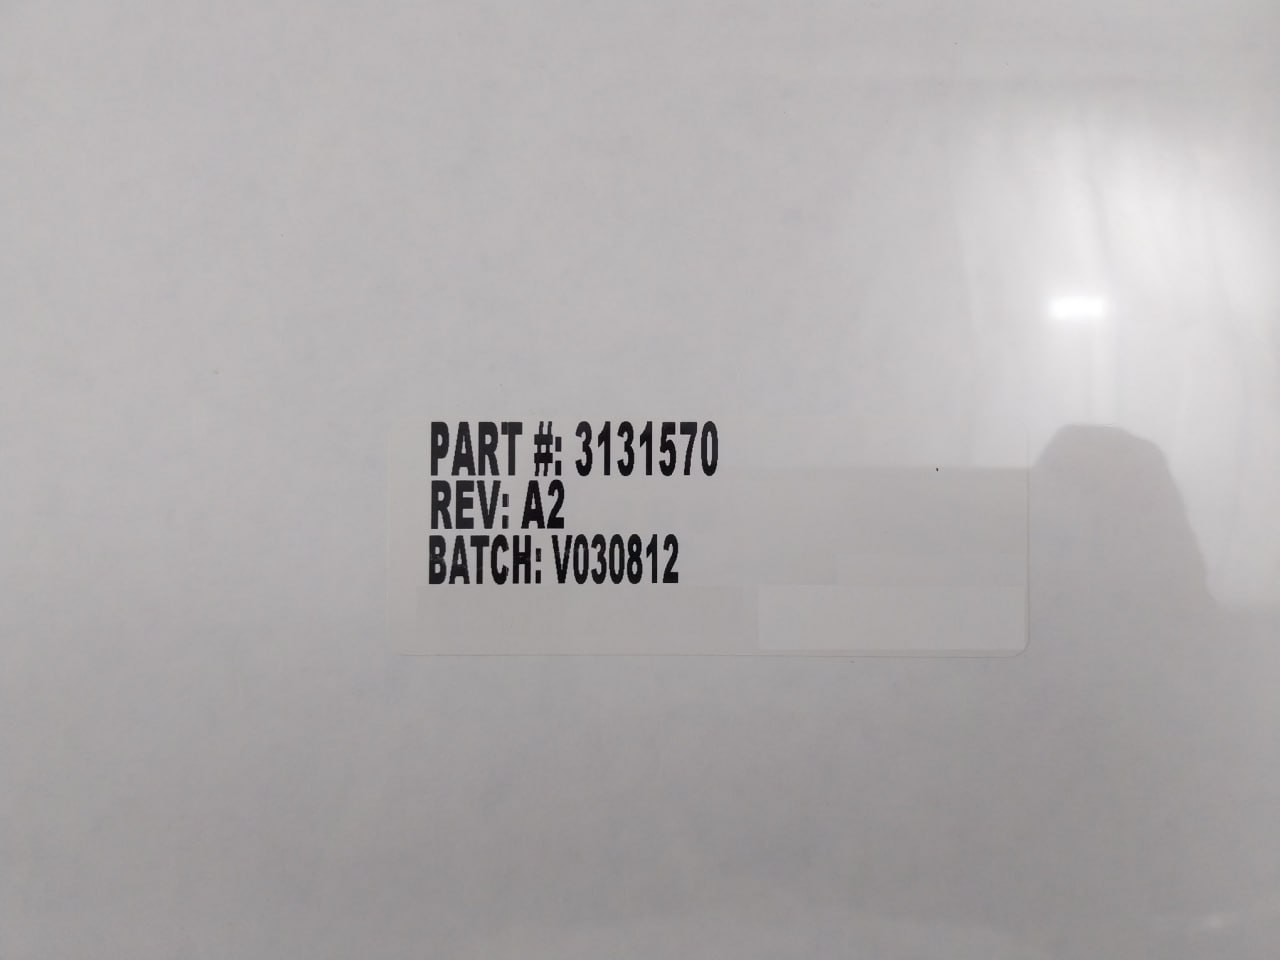 PART #: 3131570
REV: A2
BATCH: V030812